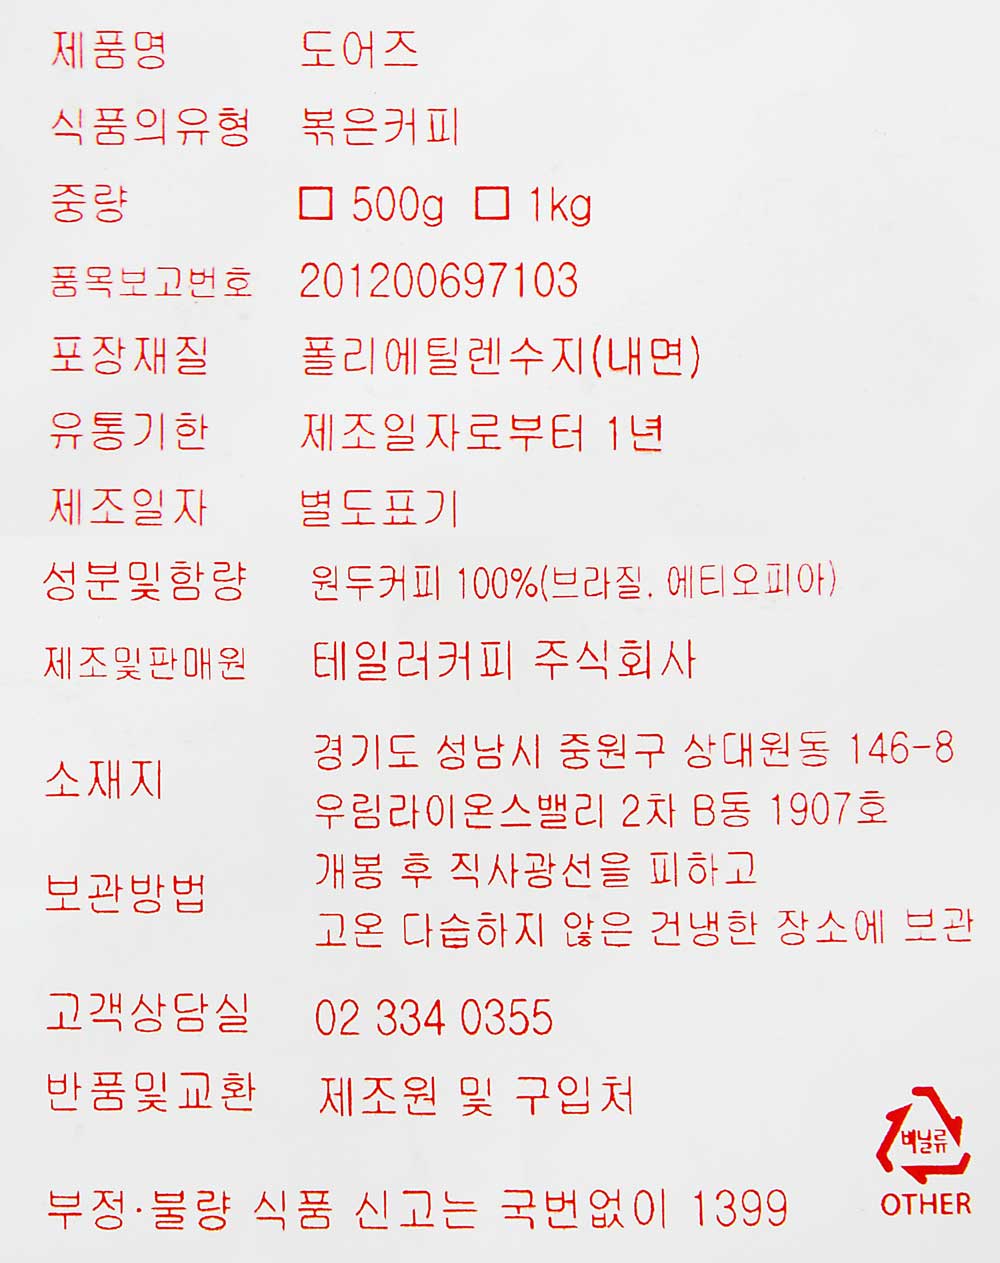 제품명 도어즈
식품의유형 볶은커피
중량 □ 500g □ 1kg
품목보고번호 201200697103
포장재질 폴리에틸렌수지(내면)
유통기한 제조일자로부터 1년
제조일자 별도표기
성분및함량 원두커피 100%(브라질, 에티오피아)
제조및판매원 테일러커피 주식회사
소재지 경기도 성남시 중원구 상대원동 146-8
우림라이온스밸리 2차 B동 1907호
보관방법 개봉 후 직사광선을 피하고
고온 다습하지 않은 건냉한 장소에 보관
고객상담실 02 334 0355
반품및교환 제조원 및 구입처
비닐류
OTHER
부정·불량 식품 신고는 국번없이 1399